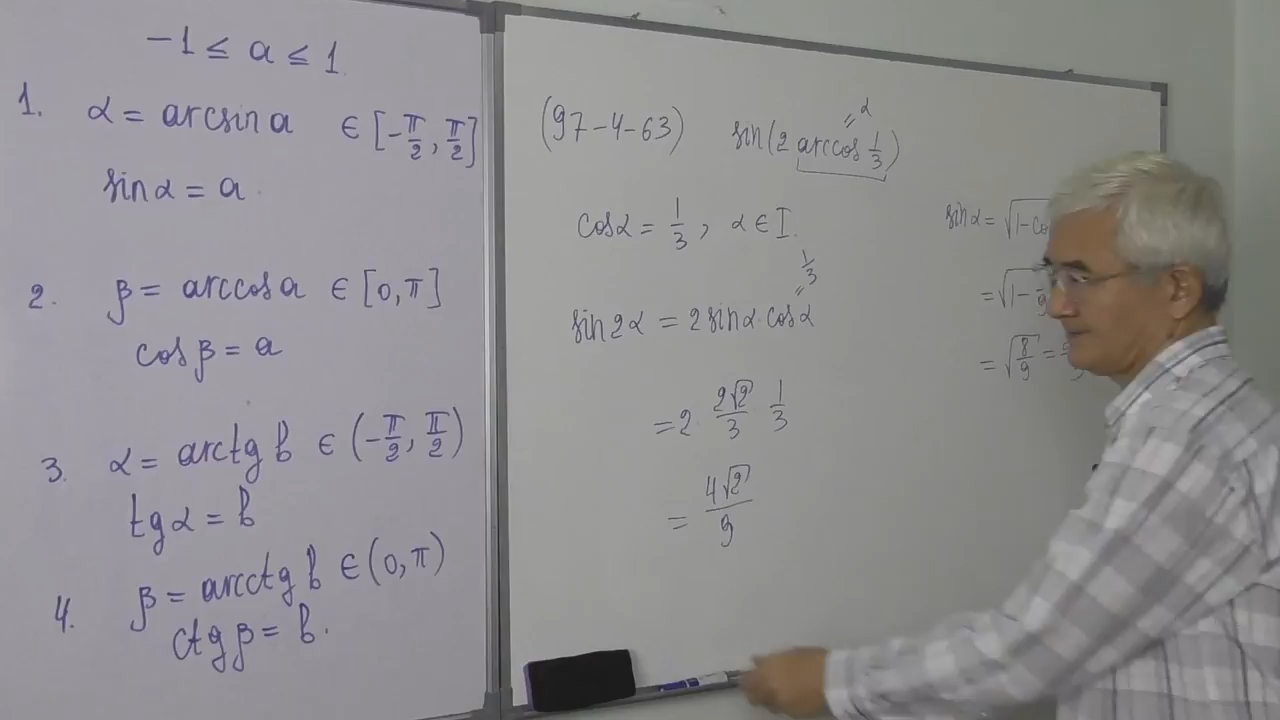 -1 ≤ a ≤ 1
1. α = arcsin a ∈ [-π/2, π/2]
sin α = a
2. β = arccos a ∈ [0, π]
cos β = a
3. α = arctg b ∈ (-π/2, π/2)
tg α = b
4. β = arcctg b ∈ (0, π)
ctg β = b.
(97-4-63) sin(2 arccos 1/3)
= α
cos α = 1/3, α ∈ I.
1/3 =
sin 2α = 2 sin α · cos α
= 2 · 2√2/3 1/3
= 4√2/9
sin α = √1-co
= √1-
= √8/9 =